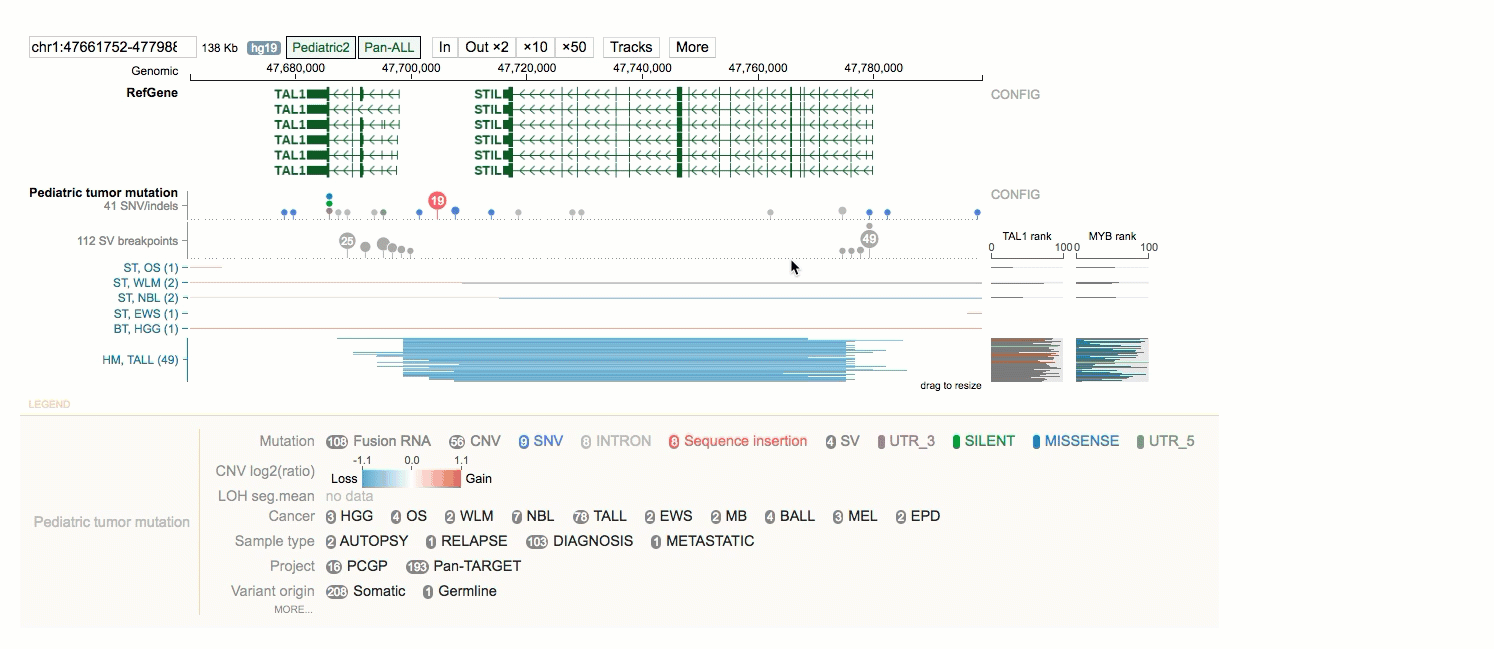 chr1:47661752-477988 138 Kb hg19 Pediatric2 Pan-ALL In Out ×2 ×10 ×50 Tracks More
Genomic 47,680,000 47,700,000 47,720,000 47,740,000 47,760,000 47,780,000
RefGene TAL1 STIL CONFIG
TAL1 STIL
TAL1 STIL
TAL1 STIL
TAL1 STIL
TAL1 STIL
Pediatric tumor mutation CONFIG
41 SNV/indels 19
112 SV breakpoints 25 49 TAL1 rank MYB rank
0 100 0 100
ST, OS (1)
ST, WLM (2)
ST, NBL (2)
ST, EWS (1)
BT, HGG (1)
HM, TALL (49)
drag to resize
LEGEND
Mutation 108 Fusion RNA 56 CNV 9 SNV 8 INTRON 8 Sequence insertion 4 SV UTR_3 SILENT MISSENSE UTR_5
-1.1 0.0 1.1
CNV log2(ratio) Loss Gain
LOH seg.mean no data
Cancer 3 HGG 4 OS 2 WLM 7 NBL 78 TALL 2 EWS 2 MB 4 BALL 3 MEL 2 EPD
Pediatric tumor mutation
Sample type 2 AUTOPSY 1 RELAPSE 103 DIAGNOSIS 1 METASTATIC
Project 16 PCGP 193 Pan-TARGET
Variant origin 208 Somatic 1 Germline
MORE...